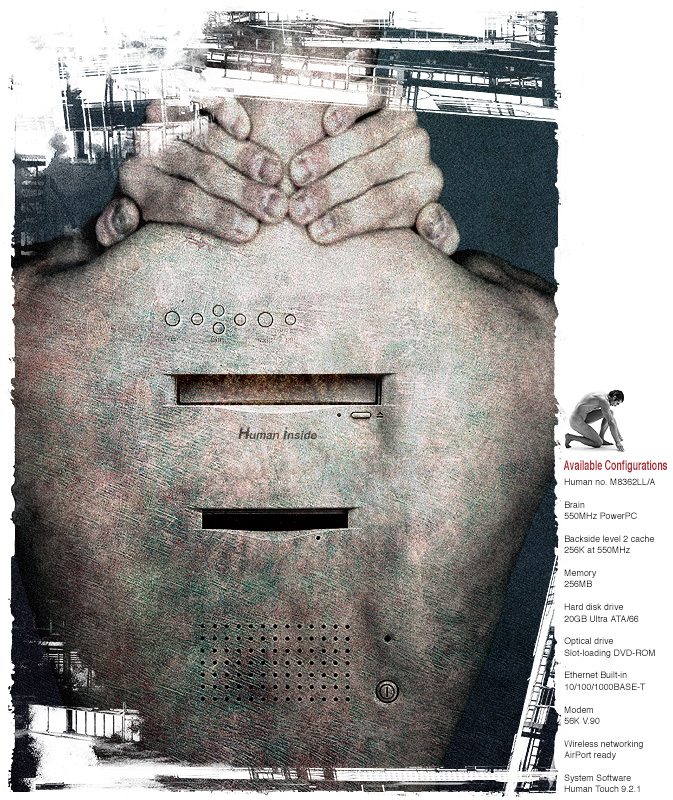 Human Inside
Available Configurations
Human no. M8362LL/A
Brain
550MHz PowerPC
Backside level 2 cache
256K at 550MHz
Memory
256MB
Hard disk drive
20GB Ultra ATA/66
Optical drive
Slot-loading DVD-ROM
Ethernet Built-in
10/100/1000BASE-T
Modem
56K V.90
Wireless networking
AirPort ready
System Software
Human Touch 9.2.1